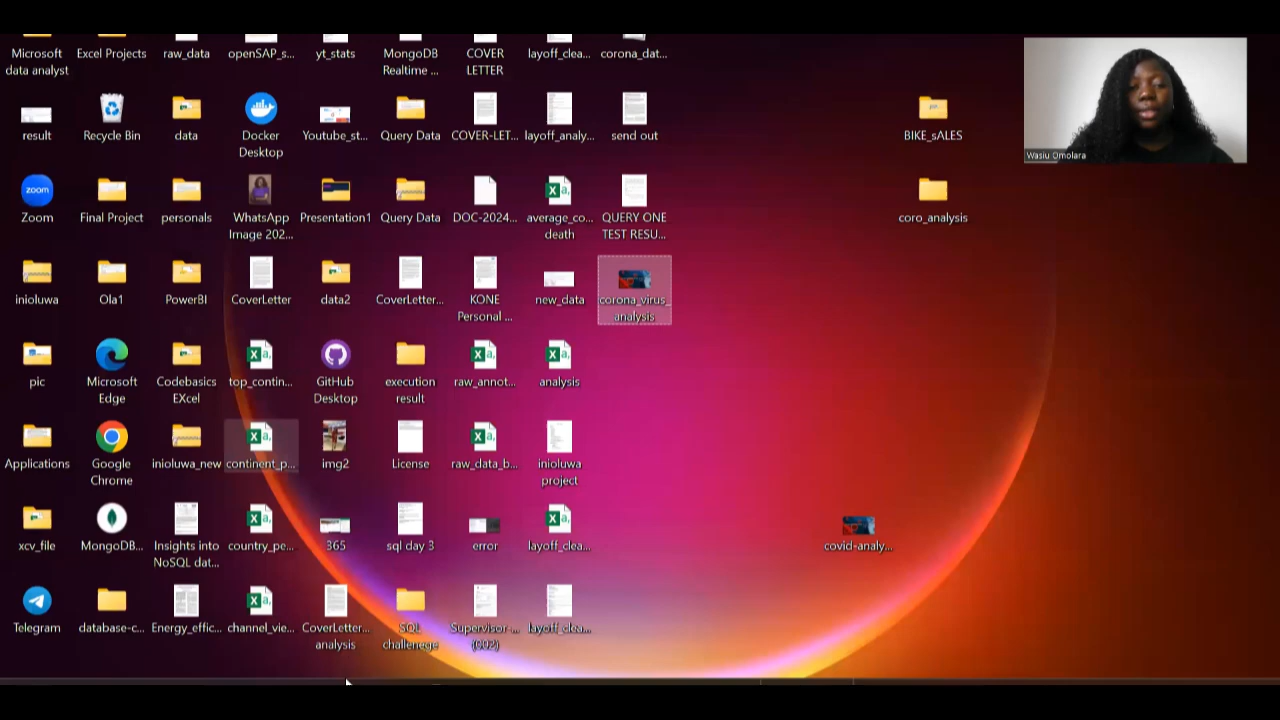 Microsoft
data analyst
Excel Projects
raw_data
openSAP_s...
yt_stats
MongoDB
Realtime ...
COVER
LETTER
layoff_clea...
corona_dat...
result
Recycle Bin
data
Docker
Desktop
Youtube_st...
Query Data
COVER-LET...
layoff_analy...
send out
BIKE_sALES
Wasiu Omolara
zoom
Zoom
Final Project
personals
WhatsApp
Image 202...
Presentation1
Query Data
DOC-2024...
average_co...
death
QUERY ONE
TEST RESU...
coro_analysis
inioluwa
Ola1
PowerBI
CoverLetter
data2
CoverLetter...
KONE
Personal ...
new_data
corona_virus_
analysis
pic
Microsoft
Edge
Codebasics
EXcel
top_contin...
GitHub
Desktop
execution
result
raw_annot...
analysis
Applications
Google
Chrome
inioluwa_new
continent_p...
img2
License
raw_data_b...
inioluwa
project
xcv_file
MongoDB...
Insights into
NoSQL dat...
country_pe...
365
sql day 3
error
layoff_clea...
covid-analy...
Telegram
database-c...
Energy_effic...
channel_vie...
CoverLetter...
analysis
SQL
challenege
Supervisor-...
(002)
layoff_clea...